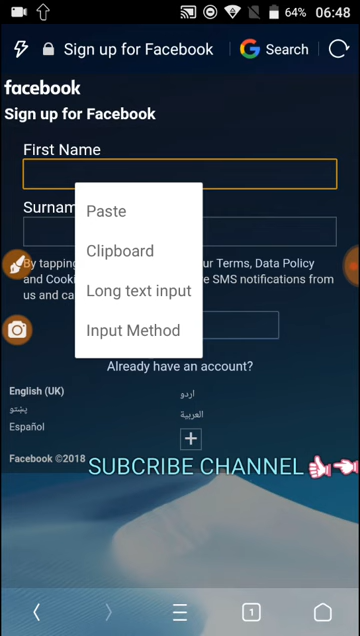 64% 06:48
Sign up for Facebook
Search
facebook
Sign up for Facebook
First Name
Surnam
Paste
Clipboard
Long text input
Input Method
By tapping
ur Terms, Data Policy
and Cooki
e SMS notifications from
us and ca
Already have an account?
English (UK)
اردو
پښتو
العربية
Español
Facebook ©2018
SUBCRIBE CHANNEL
1